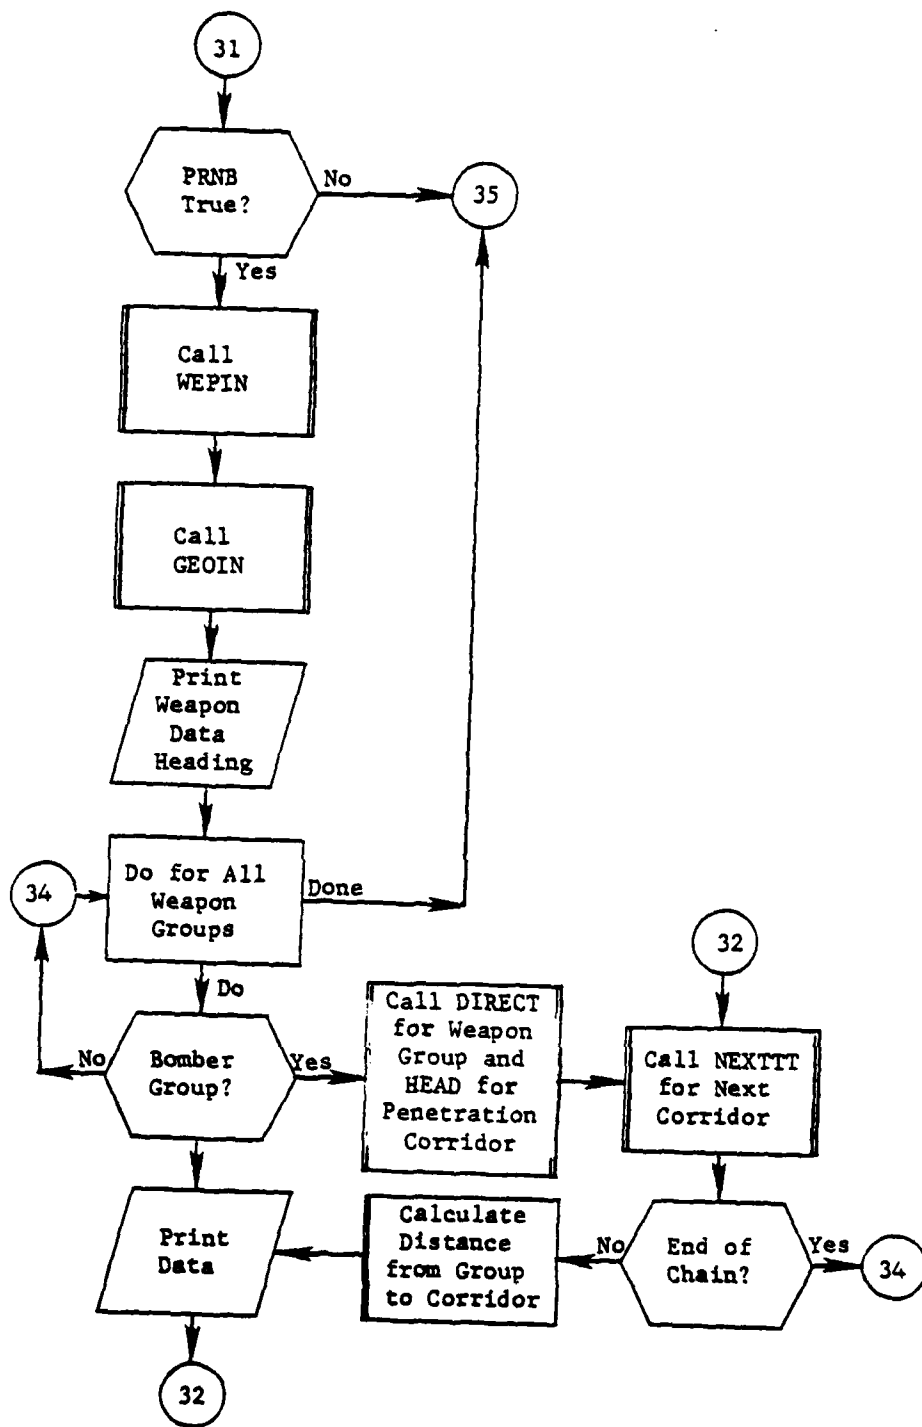 31
PRNB
True?
No
35
Yes
Call
WEPIN
Call
GEOIN
Print
Weapon
Data
Heading
34
Do for All
Weapon
Groups
Done
Do
32
No
Bomber
Group?
Yes
Call DIRECT
for Weapon
Group and
HEAD for
Penetration
Corridor
Call NEXTTT
for Next
Corridor
Print
Data
Calculate
Distance
from Group
to Corridor
No
End of
Chain?
Yes
34
32